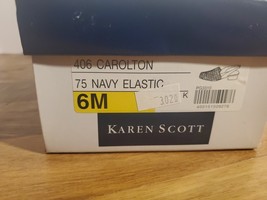 406 CAROLTON
75 NAVY ELASTIC
6M
KAREN SCOTT